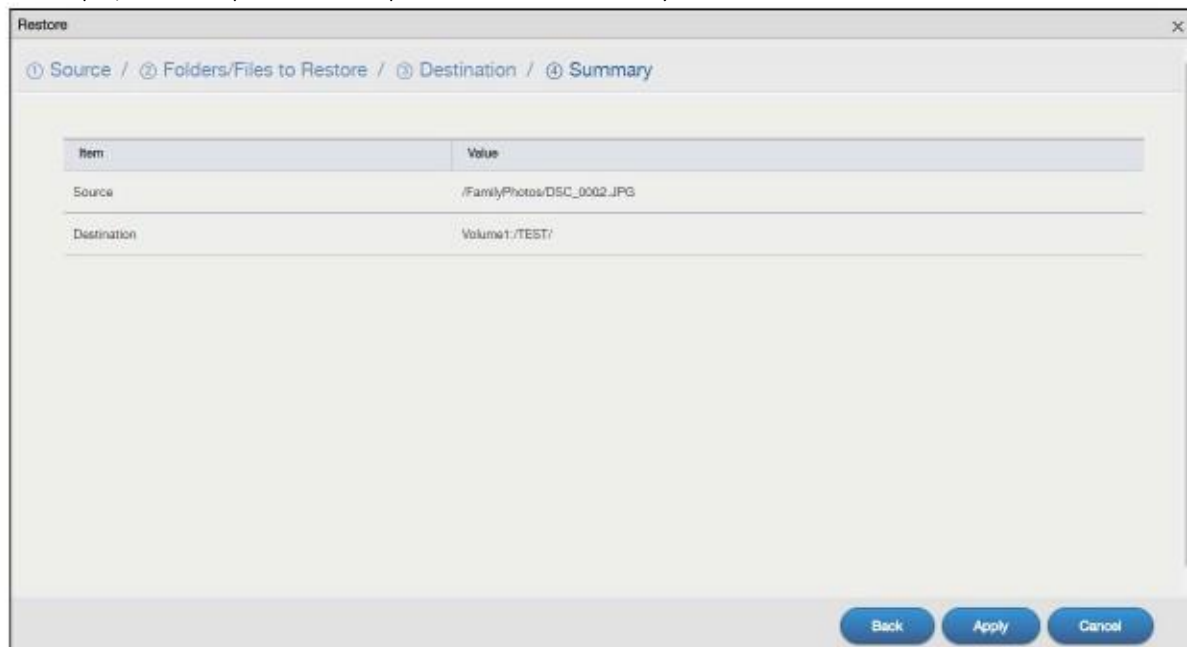 Restore
① Source / ② Folders/Files to Restore / ③ Destination / ④ Summary
Item Value
Source /FamilyPhotos/DSC_0002.JPG
Destination Volume1:/TEST/
Back Apply Cancel